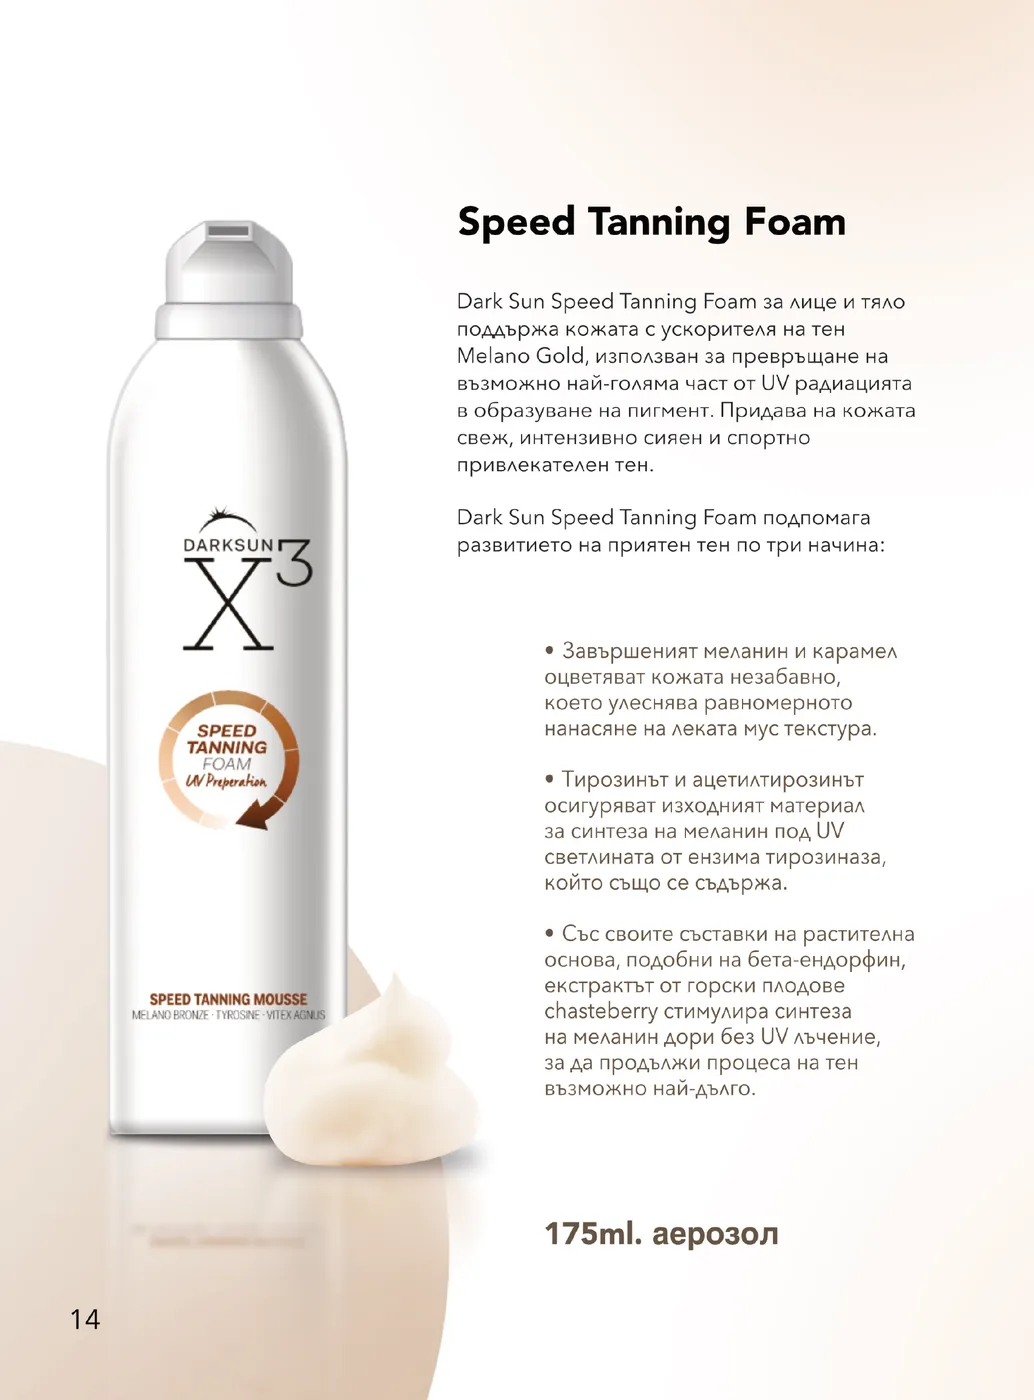 Speed Tanning Foam
Dark Sun Speed Tanning Foam за лице и тяло
поддържа кожата с ускорителя на тен
Melano Gold, използван за превръщане на
възможно най-голяма част от UV радиацията
в образуване на пигмент. Придава на кожата
свеж, интензивно сияен и спортно
привлекателен тен.
Dark Sun Speed Tanning Foam подпомага
развитието на приятен тен по три начина:
• Завършеният меланин и карамел
оцветяват кожата незабавно,
което улеснява равномерното
нанасяне на леката мус текстура.
• Тирозинът и ацетилтирозинът
осигуряват изходният материал
за синтеза на меланин под UV
светлината от ензима тирозиназа,
който също се съдържа.
• Със своите съставки на растителна
основа, подобни на бета-ендорфин,
екстрактът от горски плодове
chasteberry стимулира синтеза
на меланин дори без UV лъчение,
за да продължи процеса на тен
възможно най-дълго.
175ml. аерозол
DARKSUN
X3
SPEED
TANNING
FOAM
UV Preperation
SPEED TANNING MOUSSE
MELANO BRONZE · TYROSINE · VITEX AGNUS
14